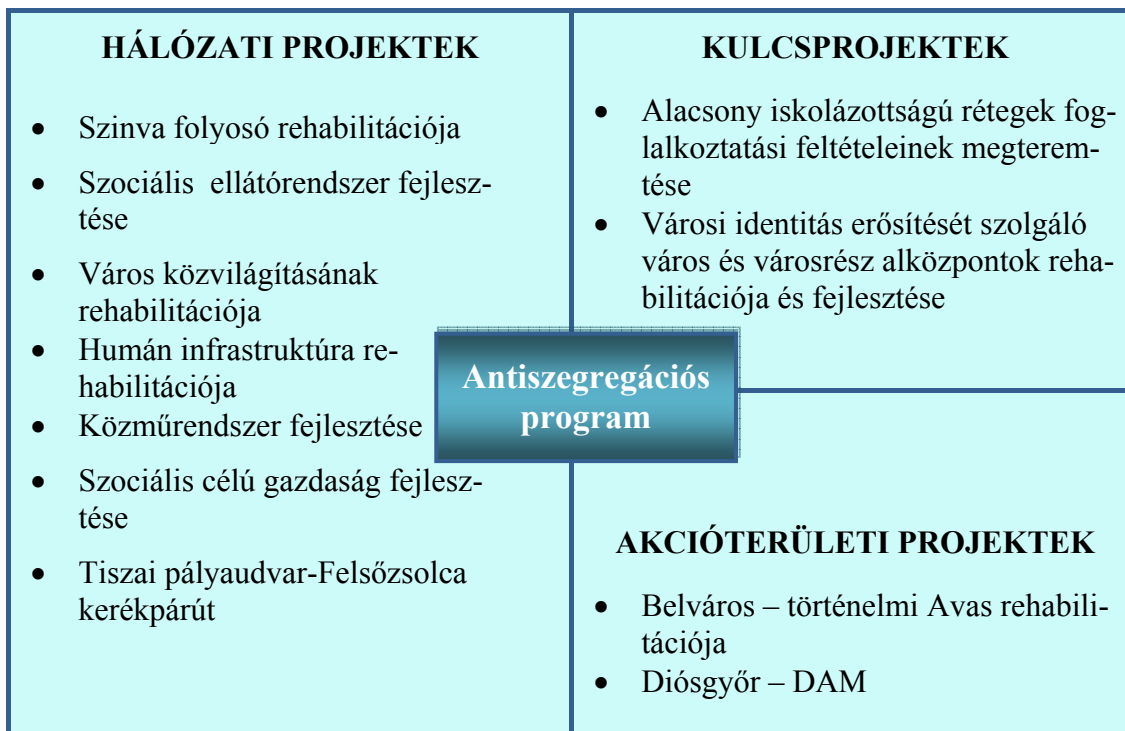 HÁLÓZATI PROJEKTEK
• Szinva folyosó rehabilitációja
• Szociális ellátórendszer fejlesz-
tése
• Város közvilágításának
rehabilitációja
• Humán infrastruktúra re-
habilitációja
• Közműrendszer fejlesztése
• Szociális célú gazdaság fejlesz-
tése
• Tiszai pályaudvar-Felsőzsolca
kerékpárút
KULCSPROJEKTEK
• Alacsony iskolázottságú rétegek fog-
lalkoztatási feltételeinek megterem-
tése
• Városi identitás erősítését szolgáló
város és városrész alközpontok reha-
bilitációja és fejlesztése
Antiszegregációs
program
AKCIÓTERÜLETI PROJEKTEK
• Belváros – történelmi Avas rehabili-
tációja
• Diósgyőr – DAM